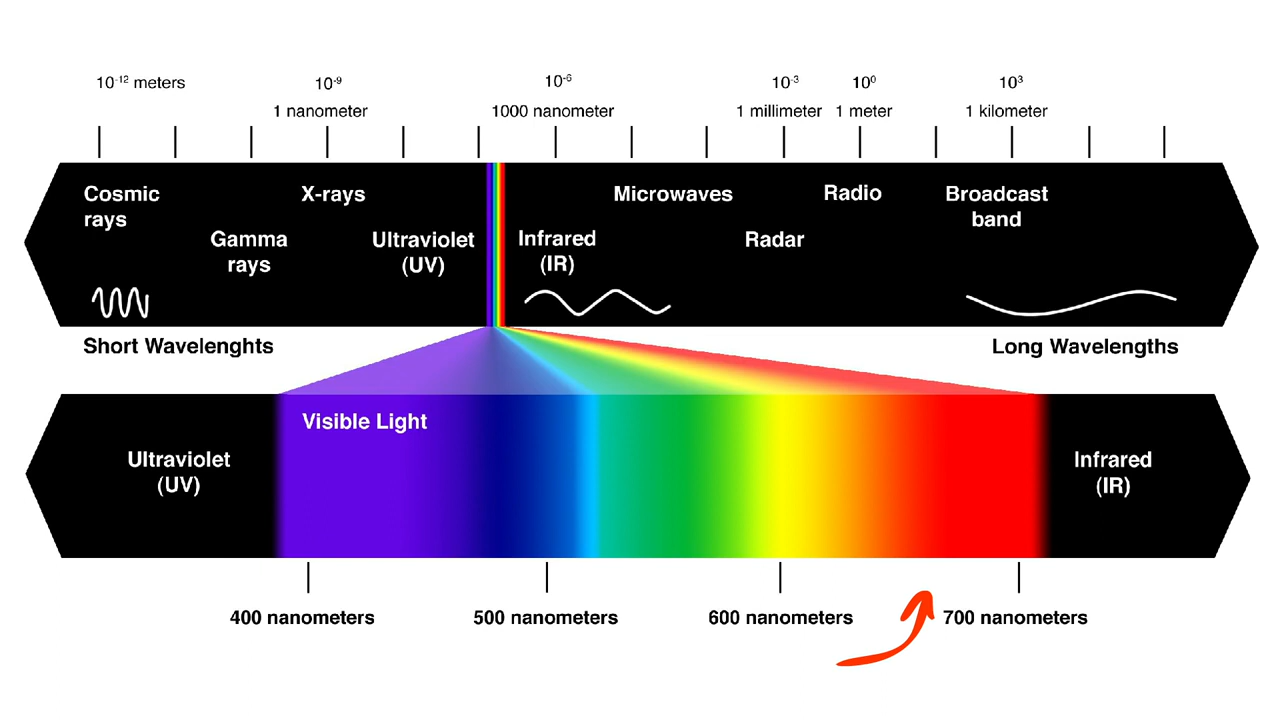 10⁻¹² meters
10⁻⁹
10⁻⁶
10⁻³
10⁰
10³
1 nanometer
1000 nanometer
1 millimeter
1 meter
1 kilometer
Cosmic
rays
X-rays
Microwaves
Radio
Broadcast
band
Gamma
rays
Ultraviolet
(UV)
Infrared
(IR)
Radar
Short Wavelenghts
Long Wavelengths
Visible Light
Ultraviolet
(UV)
Infrared
(IR)
400 nanometers
500 nanometers
600 nanometers
700 nanometers